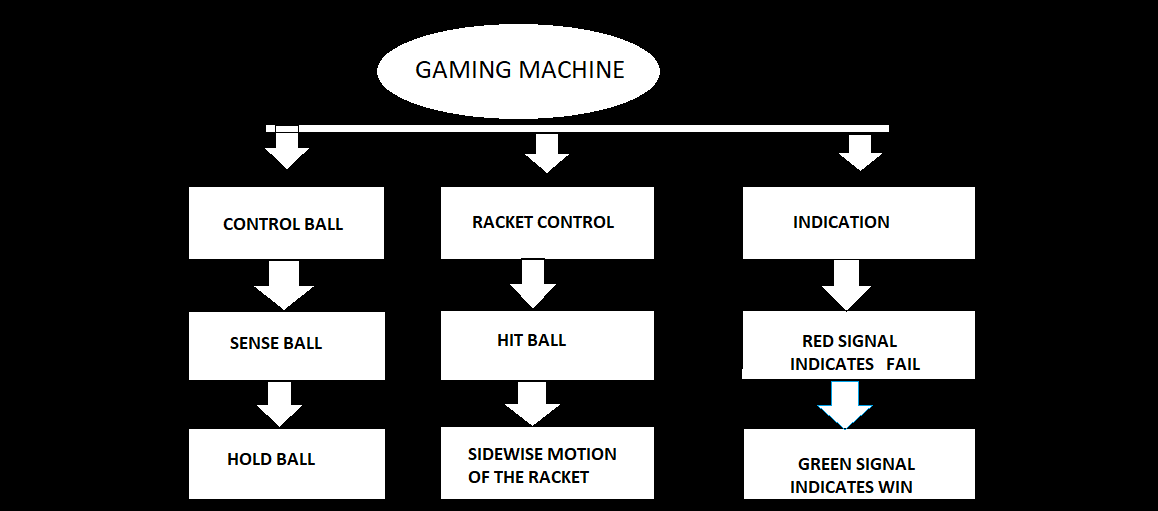 GAMING MACHINE
CONTROL BALL
RACKET CONTROL
INDICATION
SENSE BALL
HIT BALL
RED SIGNAL
INDICATES FAIL
HOLD BALL
SIDEWISE MOTION
OF THE RACKET
GREEN SIGNAL
INDICATES WIN